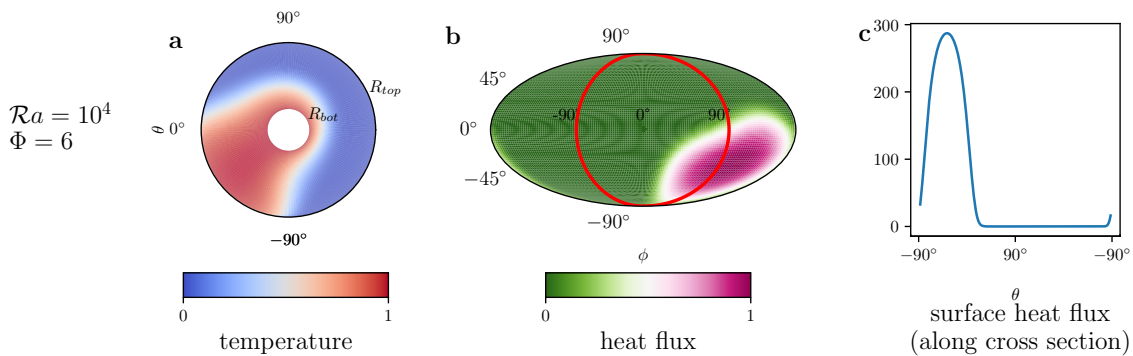 ℛa = 10⁴
Φ = 6
a
90°
θ 0°
R_top
R_bot
−90°
0 1
temperature
b
90°
45°
0°
−45°
−90°
-90° 0° 90°
ϕ
0 1
heat flux
c
300
200
100
0
−90° 90° −90°
θ
surface heat flux
(along cross section)